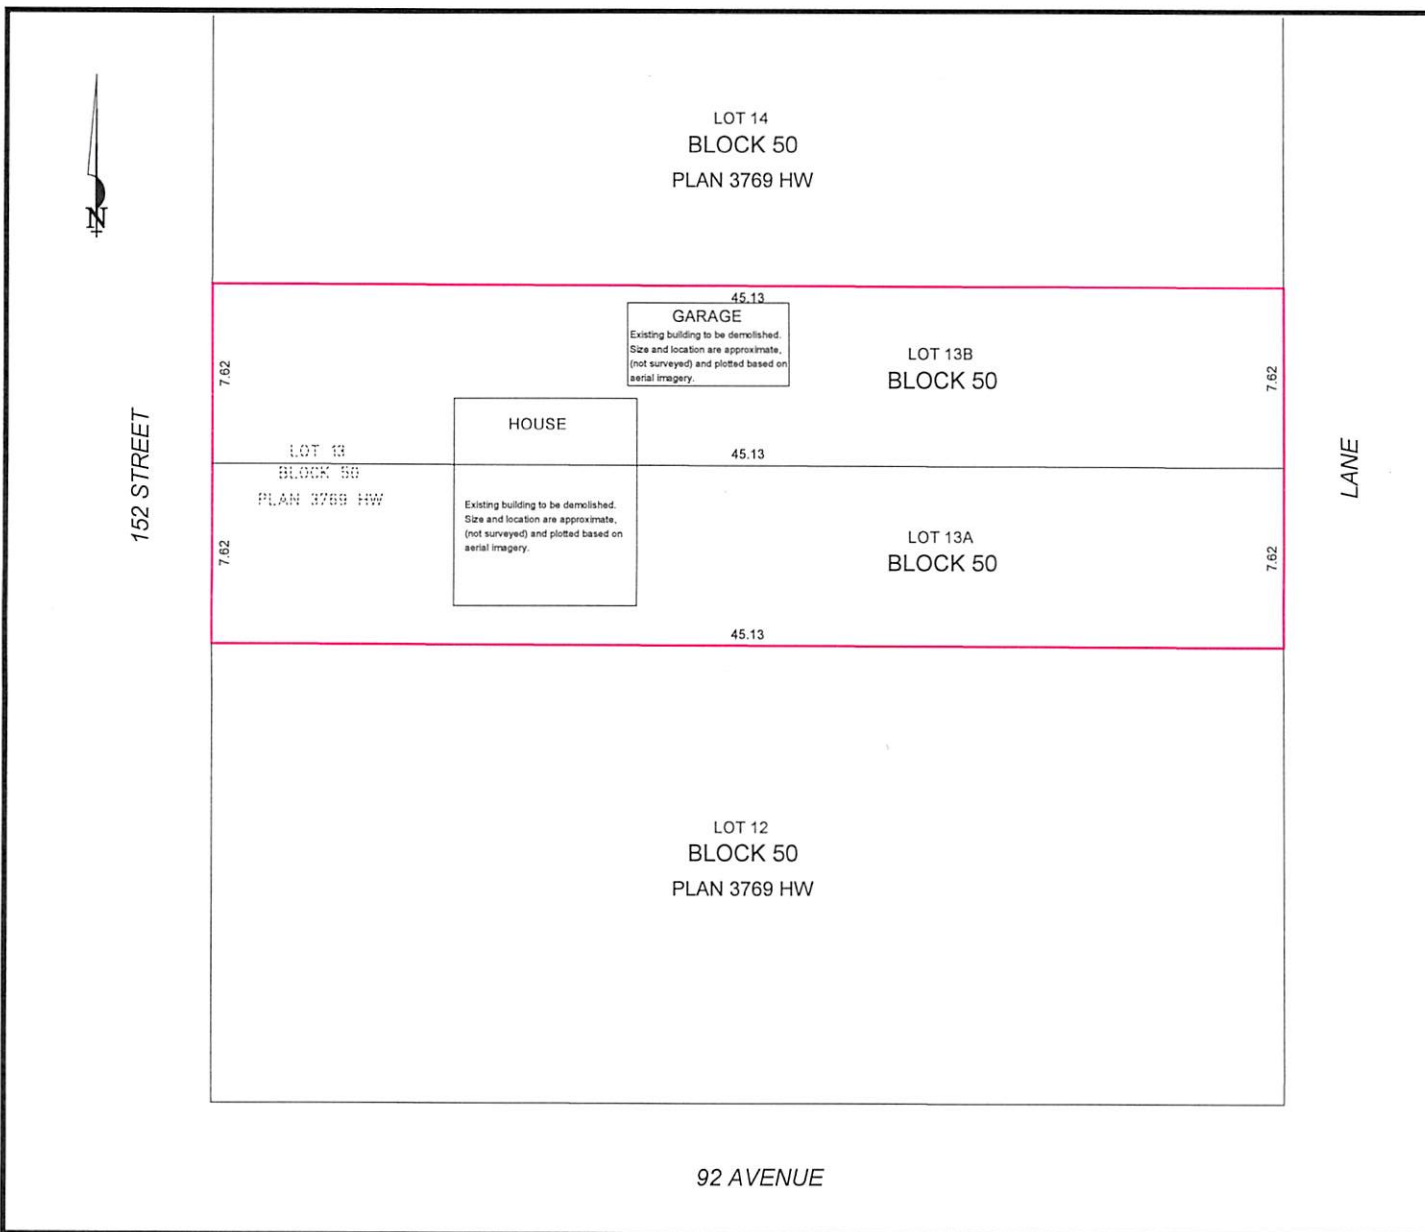 N
LOT 14
BLOCK 50
PLAN 3769 HW
45.13
GARAGE
Existing building to be demolished.
Size and location are approximate,
(not surveyed) and plotted based on
aerial imagery.
7.62
LOT 13B
BLOCK 50
7.62
152 STREET
HOUSE
LOT 13
BLOCK 50
PLAN 3769 HW
45.13
LANE
Existing building to be demolished.
Size and location are approximate,
(not surveyed) and plotted based on
aerial imagery.
7.62
LOT 13A
BLOCK 50
7.62
45.13
LOT 12
BLOCK 50
PLAN 3769 HW
92 AVENUE